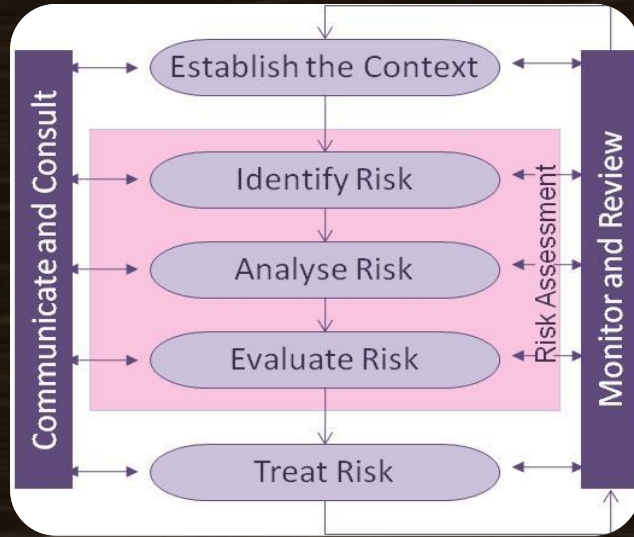 Establish the Context
Identify Risk
Analyse Risk
Evaluate Risk
Treat Risk
Communicate and Consult
Risk Assessment
Monitor and Review